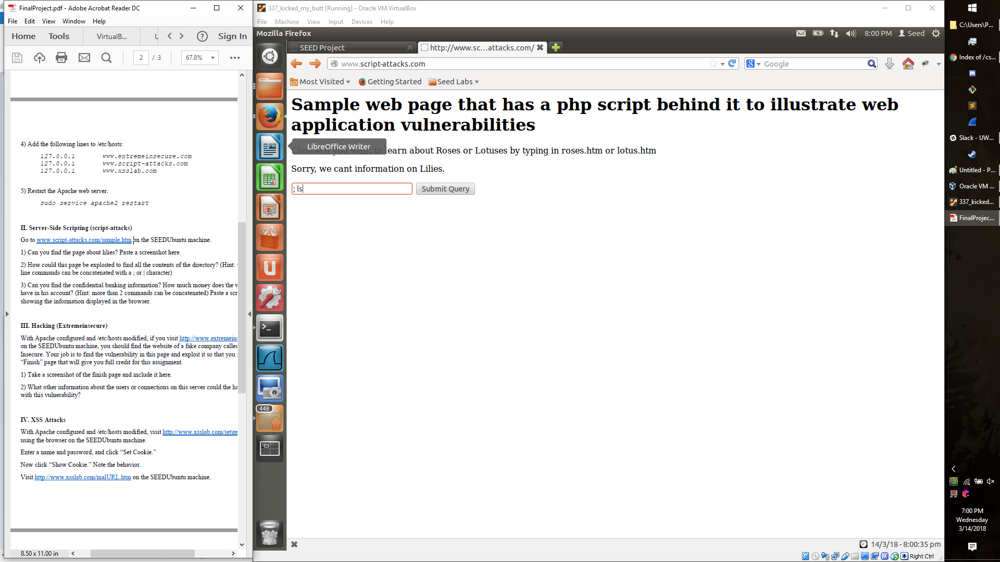 FinalProject.pdf - Adobe Acrobat Reader DC
File Edit View Window Help
Home Tools VirtualB... Sign In
2 / 3 67.8%
4) Add the following lines to /etc/hosts:
127.0.0.1 www.extremeinsecure.com
127.0.0.1 www.script-attacks.com
127.0.0.1 www.xsslab.com
5) Restart the Apache web server.
sudo service apache2 restart
II. Server-Side Scripting (script-attacks)
Go to www.script-attacks.com/sample.htm on the SEEDUbuntu machine.
1) Can you find the page about lilies? Paste a screenshot here.
2) How could this page be exploited to find all the contents of the directory? (Hint:
line commands can be concatenated with a ; or | character)
3) Can you find the confidential banking information? How much money does the w
have in his account? (Hint: more than 2 commands can be concatenated) Paste a scr
showing the information displayed in the browser.
III. Hacking (Extremeinsecure)
With Apache configured and /etc/hosts modified, if you visit http://www.extremeins
on the SEEDUbuntu machine, you should find the website of a fake company called
Insecure. Your job is to find the vulnerability in this page and exploit it so that you
“Finish” page that will give you full credit for this assignment.
1) Take a screenshot of the finish page and include it here.
2) What other information about the users or connections on this server could the ha
with this vulnerability?
IV. XSS Attacks
With Apache configured and /etc/hosts modified, visit http://www.xsslab.com/setge
using the browser on the SEEDUbuntu machine.
Enter a name and password, and click “Set Cookie.”
Now click “Show Cookie.” Note the behavior.
Visit http://www.xsslab.com/malURL.htm on the SEEDUbuntu machine.
8.50 x 11.00 in
337_kicked_my_butt [Running] - Oracle VM VirtualBox
File Machine View Input Devices Help
Mozilla Firefox 8:00 PM Seed
SEED Project http://www.sc...attacks.com/
www.script-attacks.com Google
Most Visited Getting Started Seed Labs
Sample web page that has a php script behind it to illustrate web
application vulnerabilities
LibreOffice Writer
learn about Roses or Lotuses by typing in roses.htm or lotus.htm
Sorry, we cant information on Lilies.
; ls Submit Query
448
14/3/18 - 8:00:35 pm
Right Ctrl
C:\Users\P...
Index of /cs...
Slack - UW...
Untitled - P...
Oracle VM ...
337_kicked...
FinalProjec...
7:00 PM
Wednesday
3/14/2018